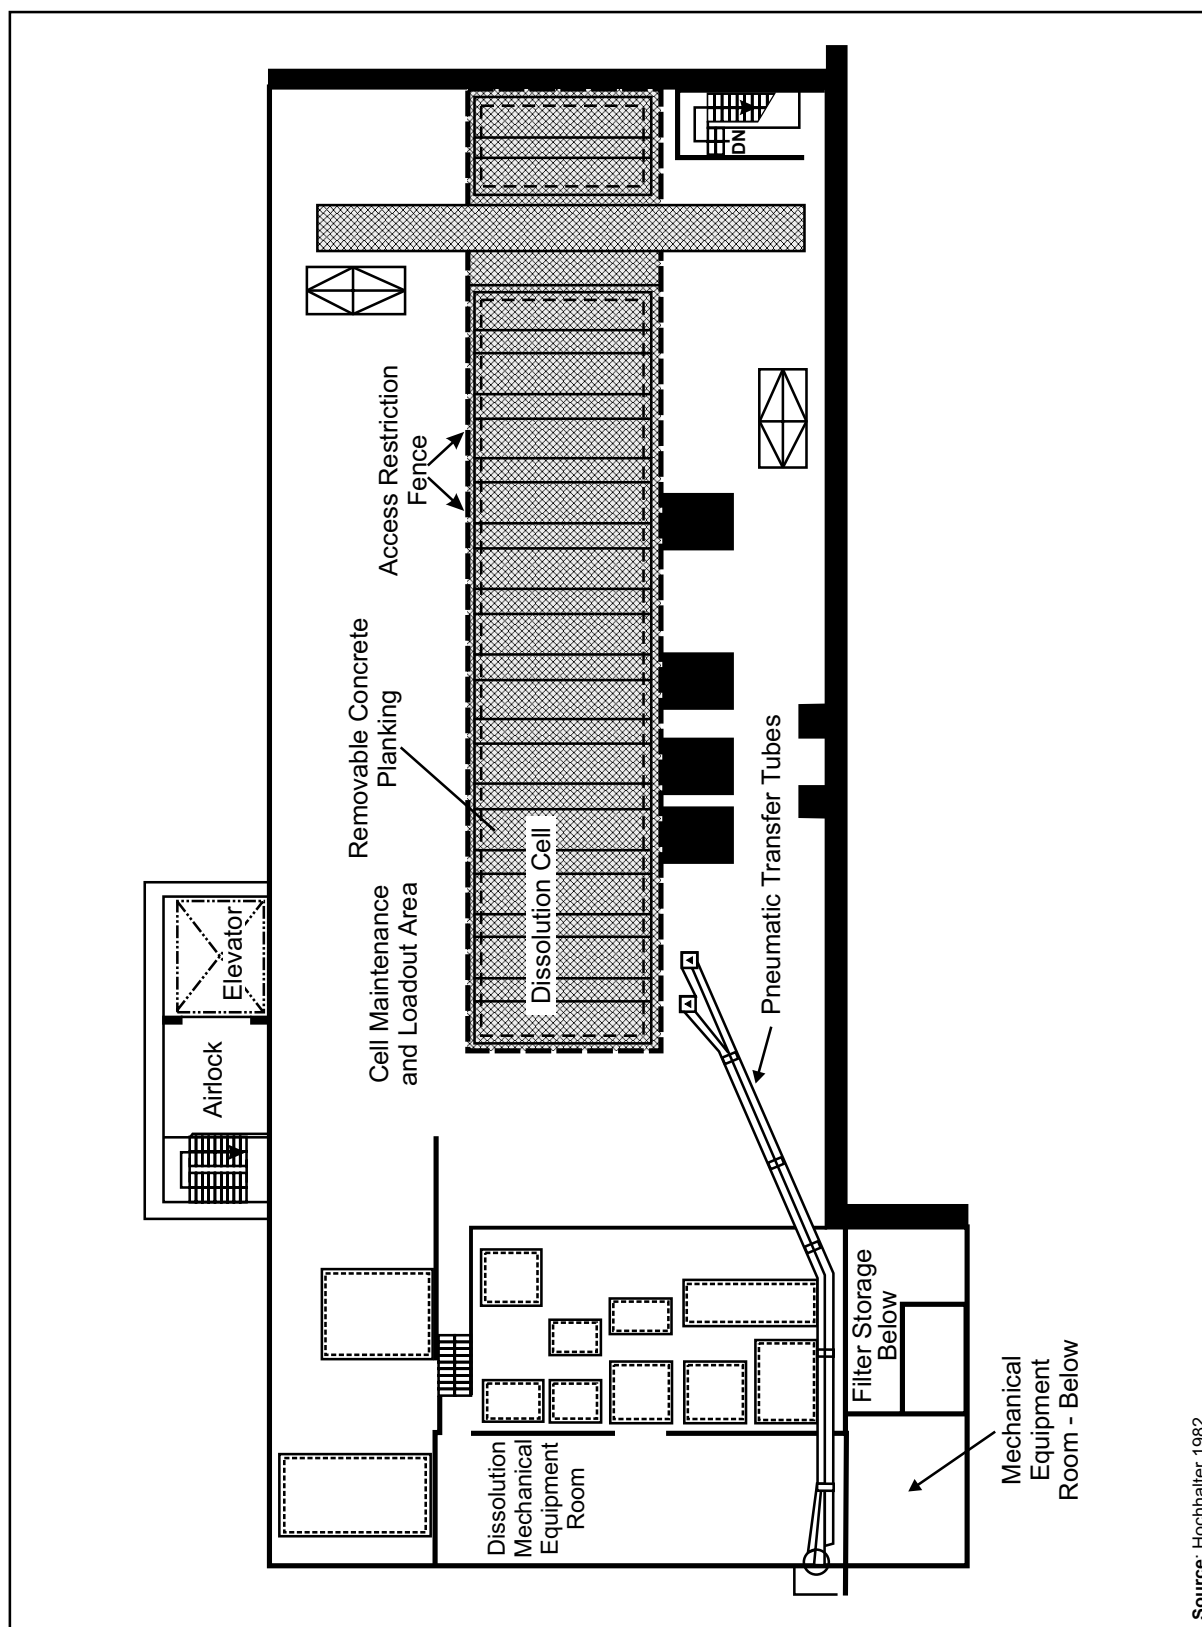 Access Restriction
Fence
Removable Concrete
Planking
Cell Maintenance
and Loadout Area
Elevator
Airlock
DN
Dissolution Cell
Pneumatic Transfer Tubes
Dissolution
Mechanical
Equipment
Room
Filter Storage
Below
Mechanical
Equipment
Room - Below
Source: Hochhalter 1982